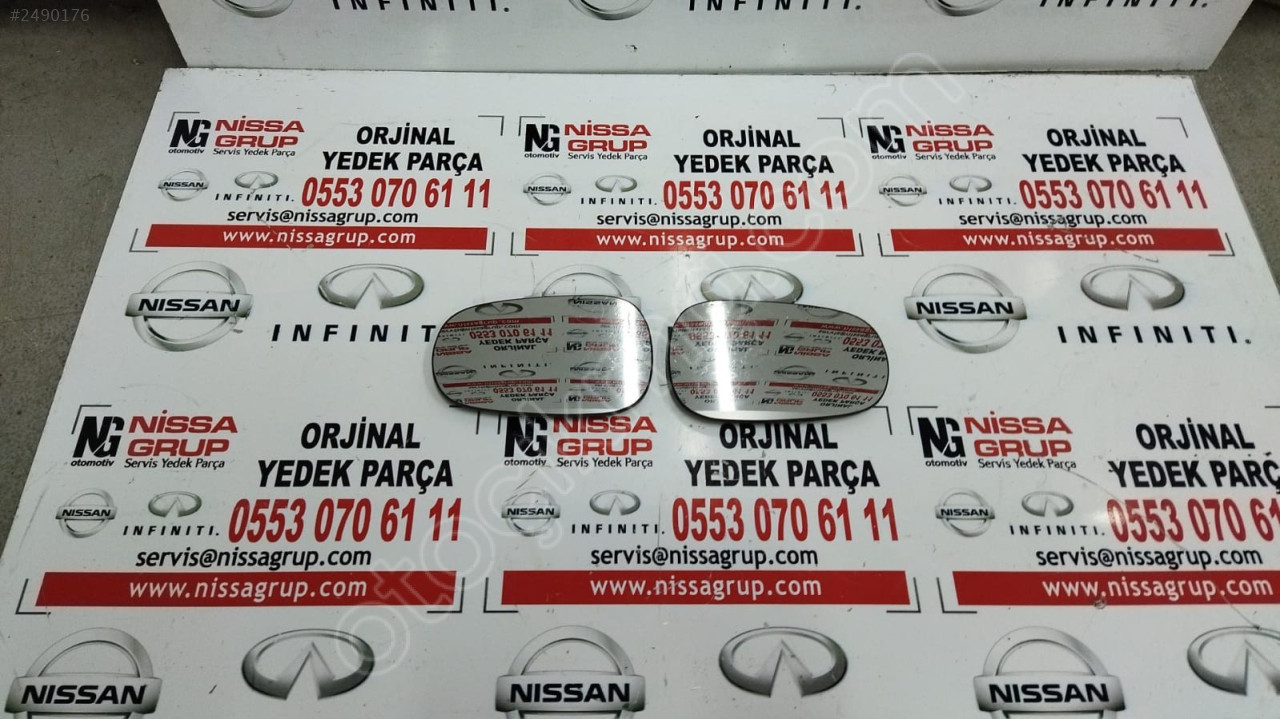 #2490176
INFINITI.
INFINITI.
INFINITI.
NG NiSSA GRUP
otomotiv Servis Yedek Parça
ORJİNAL
YEDEK PARÇA
NISSAN INFINITI. 0553 070 61 11
servis@nissagrup.com
www.nissagrup.com
NG NiSSA GRUP
otomotiv Servis Yedek Parça
ORJİNAL
YEDEK PARÇA
NISSAN INFINITI. 0553 070 61 11
servis@nissagrup.com
www.nissagrup.com
NG NiSSA GRUP
otomotiv Servis Yedek Parça
ORJİNAL
YEDEK PARÇA
NISSAN INFINITI. 0553 070 61 11
servis@nissagrup.com
www.nissagrup.com
NISSAN INFINITI. NISSAN INFINITI. NISSAN INFINITI.
NG NiSSA GRUP
otomotiv Servis Yedek Parça
ORJİNAL
YEDEK PARÇA
NISSAN INFINITI. 0553 070 61 11
servis@nissagrup.com
www.nissagrup.com
NG NiSSA GRUP
otomotiv Servis Yedek Parça
ORJİNAL
YEDEK PARÇA
NISSAN INFINITI. 0553 070 61 11
servis@nissagrup.com
www.nissagrup.com
NG NiSSA GRUP
otomotiv Servis Yedek Parça
ORJİNAL
YEDEK PARÇA
NISSAN INFINITI. 0553 070 61
servis@nissagrup.com
www.nissagrup.com
NISSAN NISSAN NISSAN